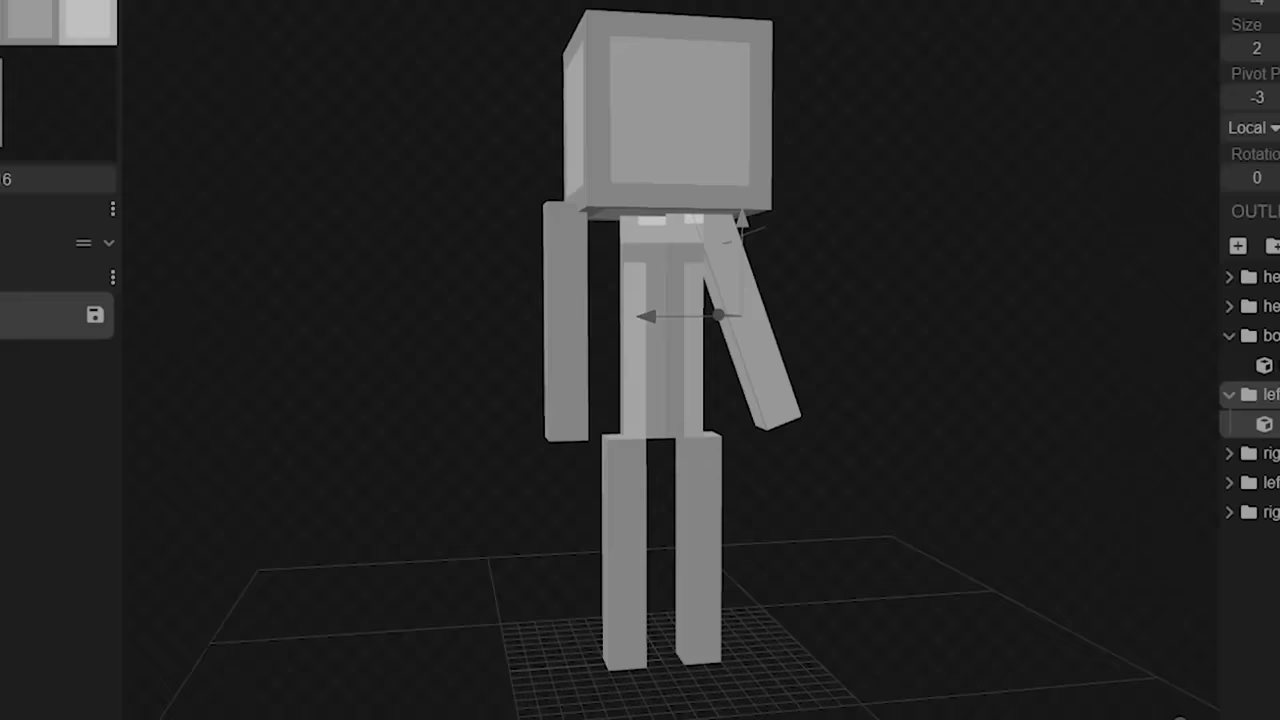 6
Size
2
Pivot P
-3
Local
Rotatio
0
OUTLI
he
he
bo
lef
rig
lef
rig